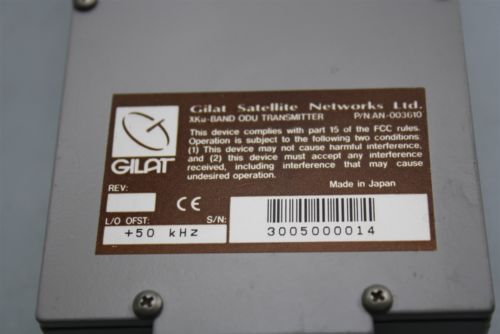 Gilat Satellite Networks Ltd.
XKu-BAND ODU TRANSMITTER P/N.AN-003610
This device complies with part 15 of the FCC rules.
Operation is subject to the following two conditions
(1) This device may not cause harmful interference,
and (2) this device must accept any interference
received, including interference that may cause
undesired operation.
GILAT
Made in Japan
REV:
CE
L/O OFST: S/N:
+50 kHz 3005000014